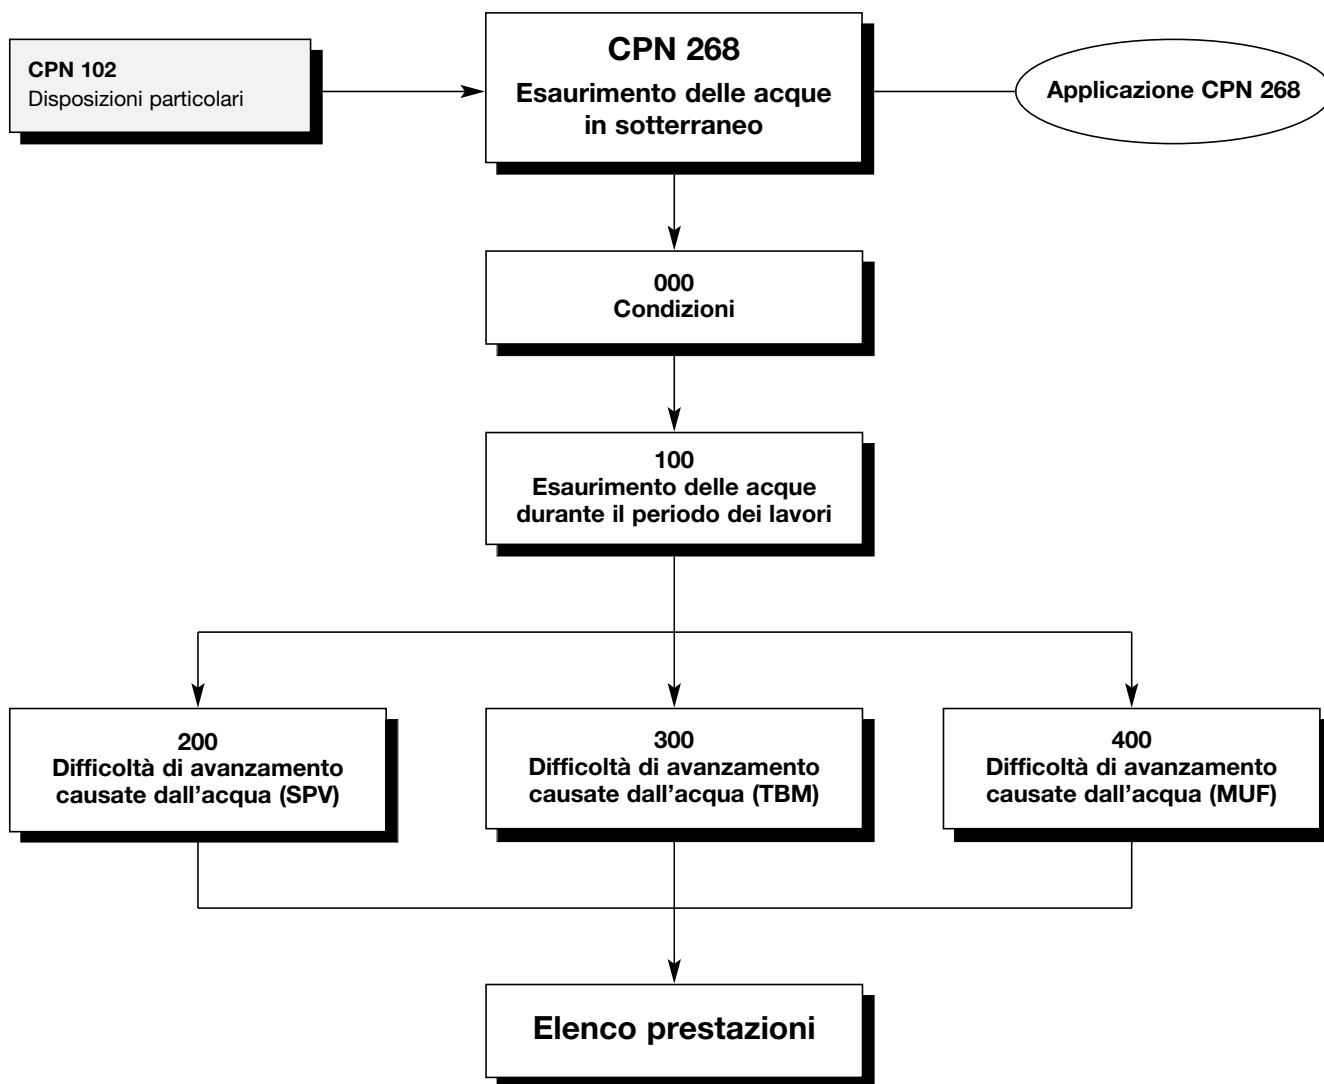 CPN 102
Disposizioni particolari
CPN 268
Esaurimento delle acque
in sotterraneo
Applicazione CPN 268
000
Condizioni
100
Esaurimento delle acque
durante il periodo dei lavori
200
Difficoltà di avanzamento
causate dall'acqua (SPV)
300
Difficoltà di avanzamento
causate dall'acqua (TBM)
400
Difficoltà di avanzamento
causate dall'acqua (MUF)
Elenco prestazioni